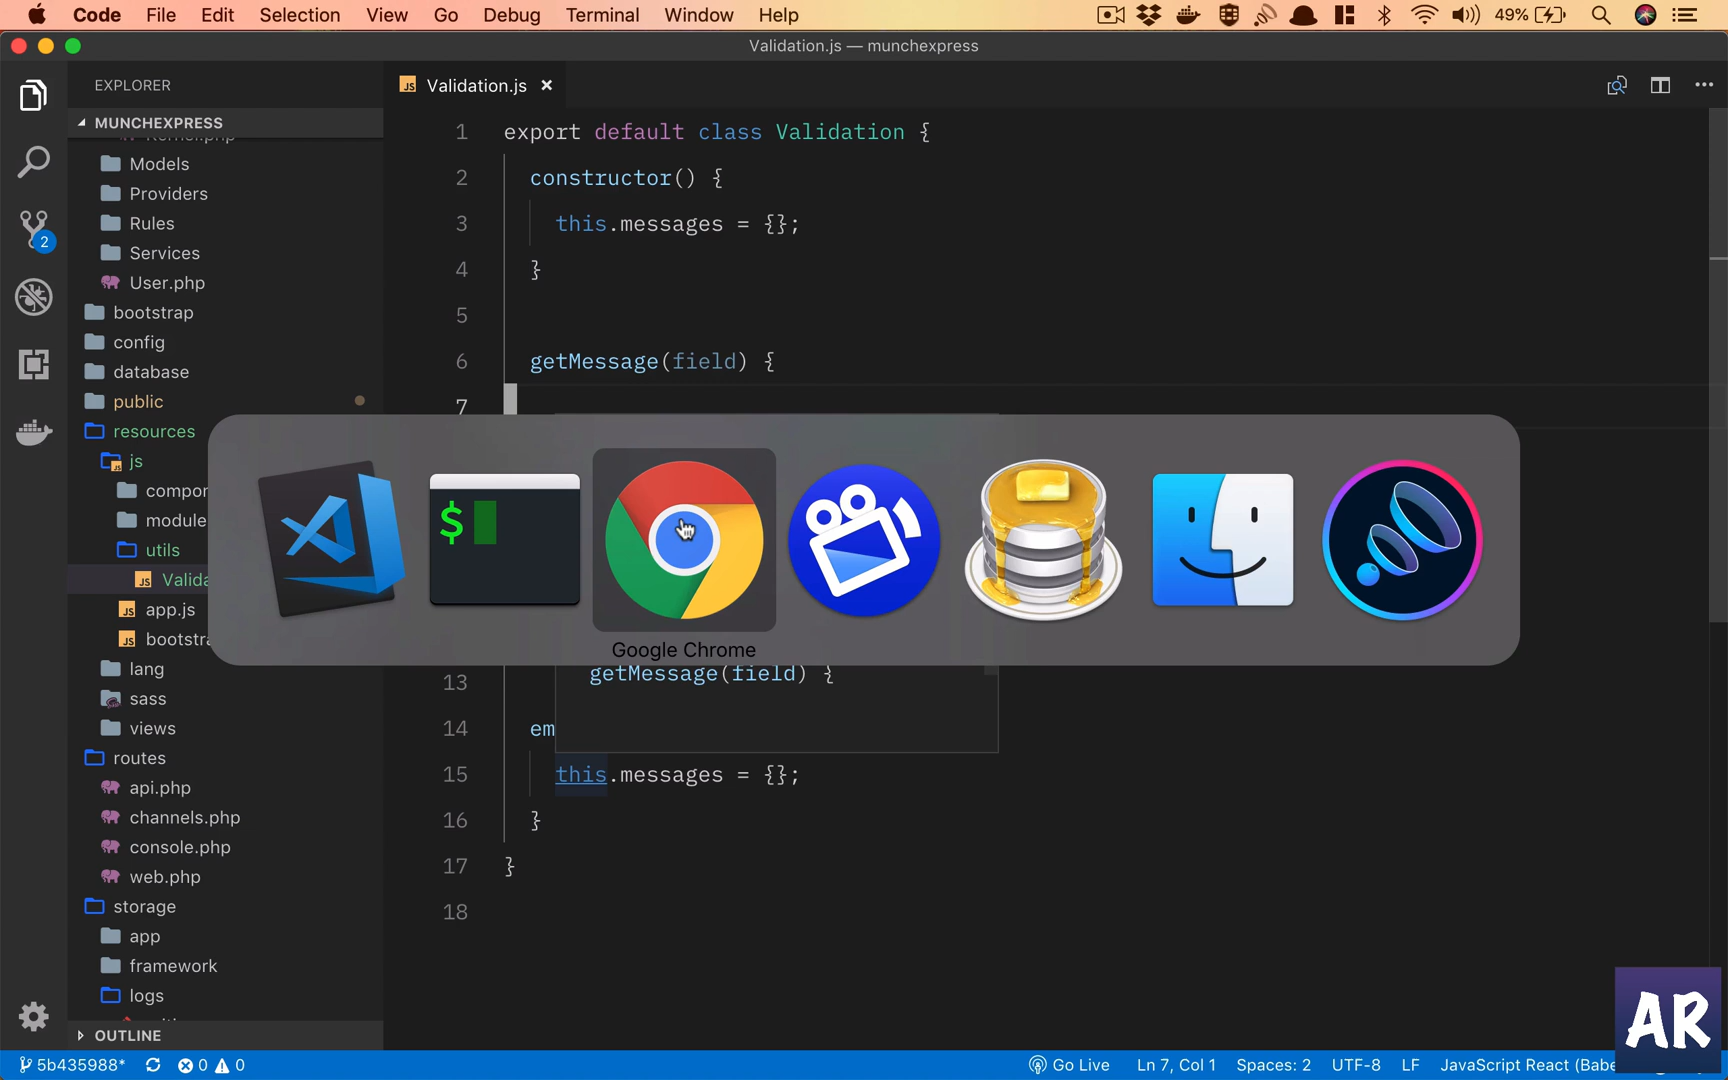 Code File Edit Selection View Go Debug Terminal Window Help 49%
Validation.js — munchexpress
EXPLORER
Validation.js
MUNCHEXPRESS
Kernel.php
Models
Providers
Rules
Services
User.php
bootstrap
config
database
public
resources
js
compor
module
utils
Valida
app.js
bootstra
lang
sass
views
routes
api.php
channels.php
console.php
web.php
storage
app
framework
logs
OUTLINE
2
1 export default class Validation {
2 constructor() {
3 this.messages = {};
4 }
5
6 getMessage(field) {
7
$
Google Chrome
getMessage(field) {
13
14 em
15 this.messages = {};
16 }
17 }
18
AR
5b435988* 0 0 Go Live Ln 7, Col 1 Spaces: 2 UTF-8 LF JavaScript React (Babe